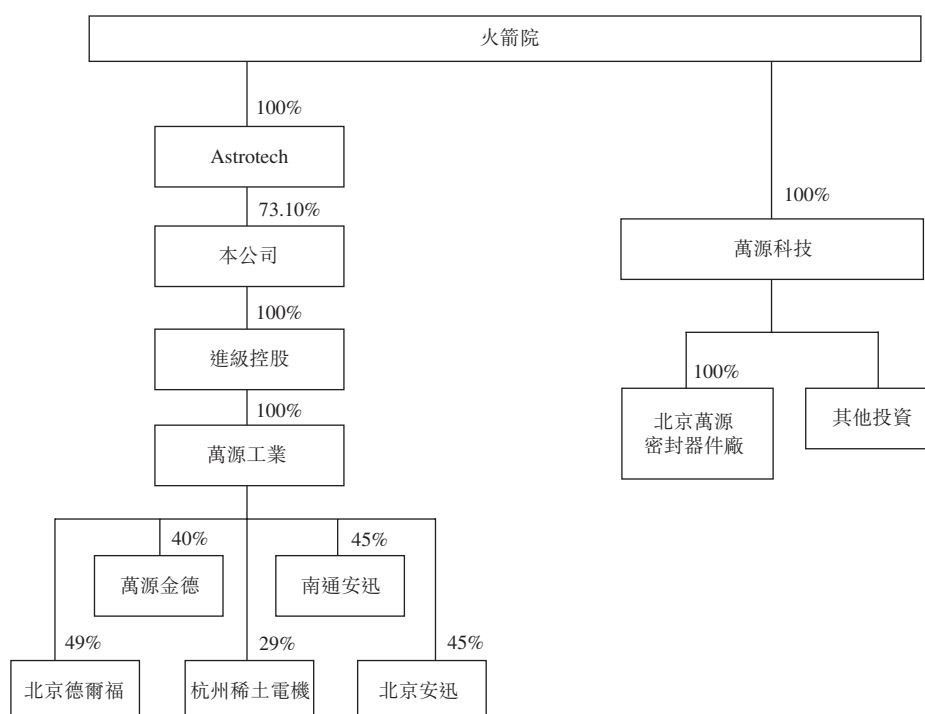 火箭院
100%
Astrotech
73.10%
100%
本公司
萬源科技
100%
進級控股
100%
100%
北京萬源
密封器件廠
其他投資
萬源工業
40%
45%
萬源金德
南通安迅
49%
29%
45%
北京德爾福
杭州稀土電機
北京安迅